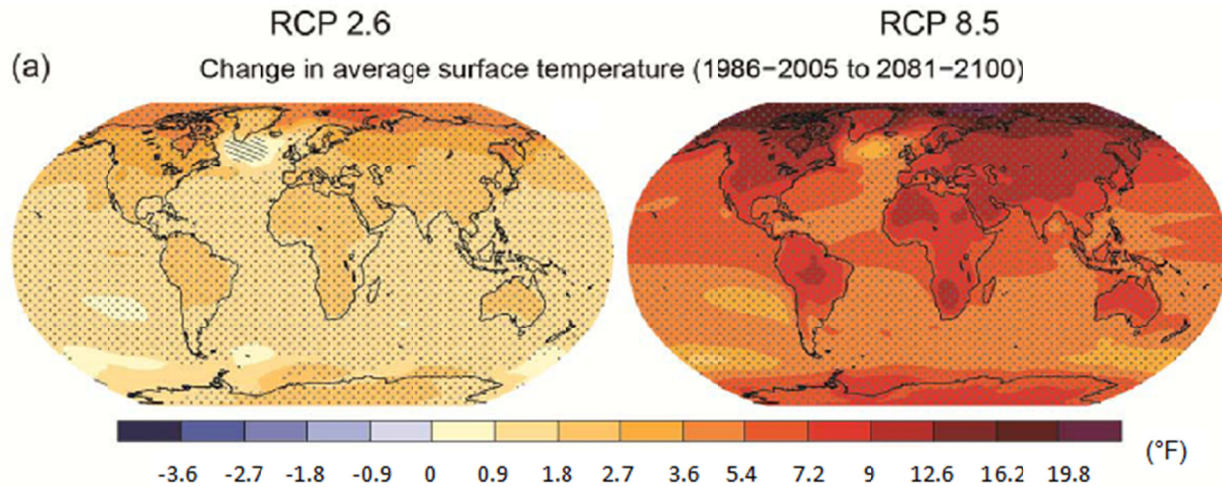 RCP 2.6 RCP 8.5
(a) Change in average surface temperature (1986−2005 to 2081−2100)
-3.6 -2.7 -1.8 -0.9 0 0.9 1.8 2.7 3.6 5.4 7.2 9 12.6 16.2 19.8 (°F)